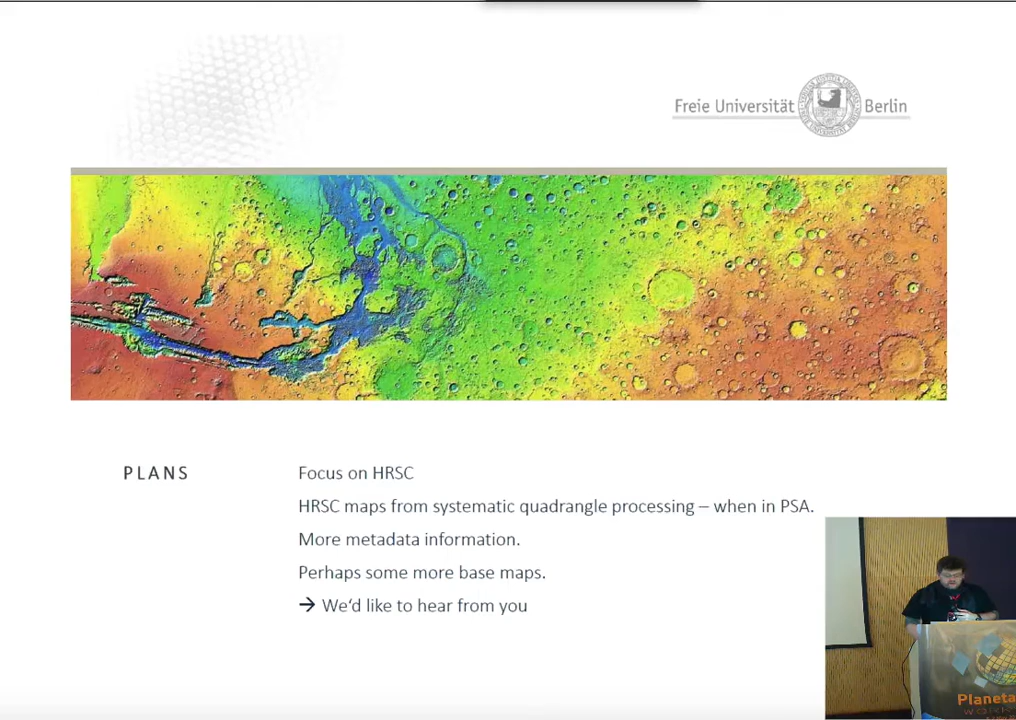 Freie Universität Berlin
PLANS
Focus on HRSC
HRSC maps from systematic quadrangle processing – when in PSA.
More metadata information.
Perhaps some more base maps.
→ We'd like to hear from you
Planeta